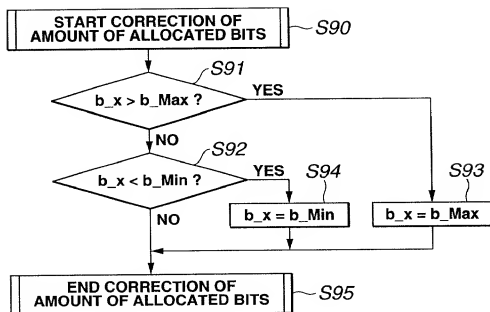 START CORRECTION OF
AMOUNT OF ALLOCATED BITS
S90
S91
b_x > b_Max ?
YES
NO
S92
b_x < b_Min ?
YES
S94
S93
NO
b_x = b_Min
b_x = b_Max
END CORRECTION OF
AMOUNT OF ALLOCATED BITS
S95